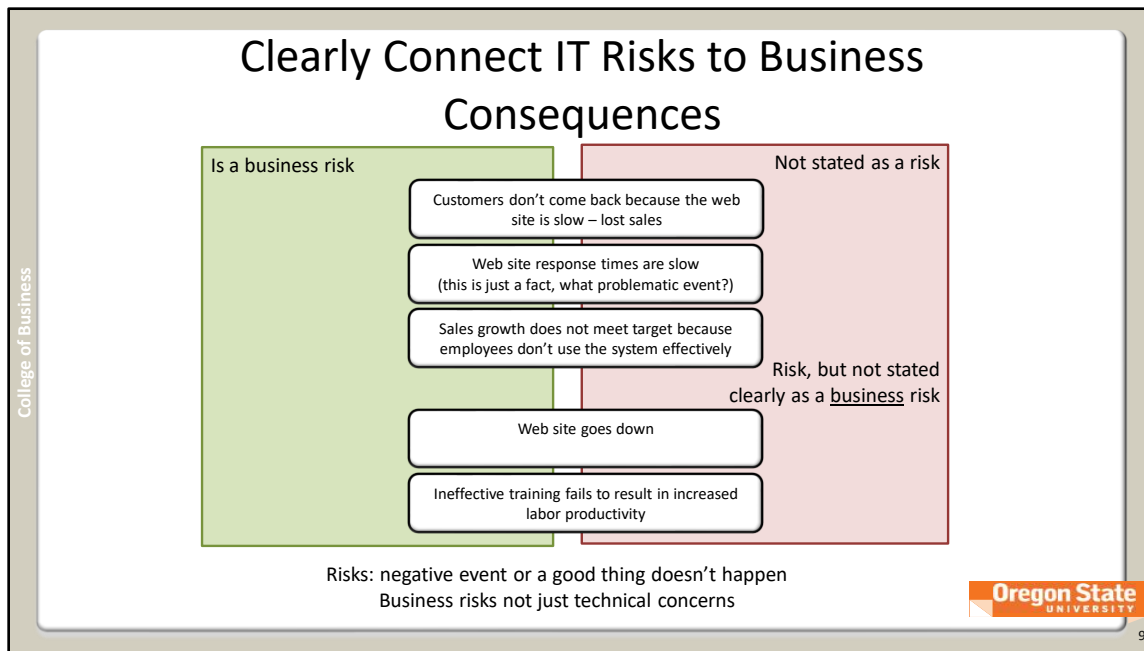 Clearly Connect IT Risks to Business
Consequences
Is a business risk
Not stated as a risk
Customers don’t come back because the web
site is slow – lost sales
Web site response times are slow
(this is just a fact, what problematic event?)
Sales growth does not meet target because
employees don’t use the system effectively
Risk, but not stated
clearly as a business risk
Web site goes down
Ineffective training fails to result in increased
labor productivity
Risks: negative event or a good thing doesn’t happen
Business risks not just technical concerns
College of Business
Oregon State
UNIVERSITY
9